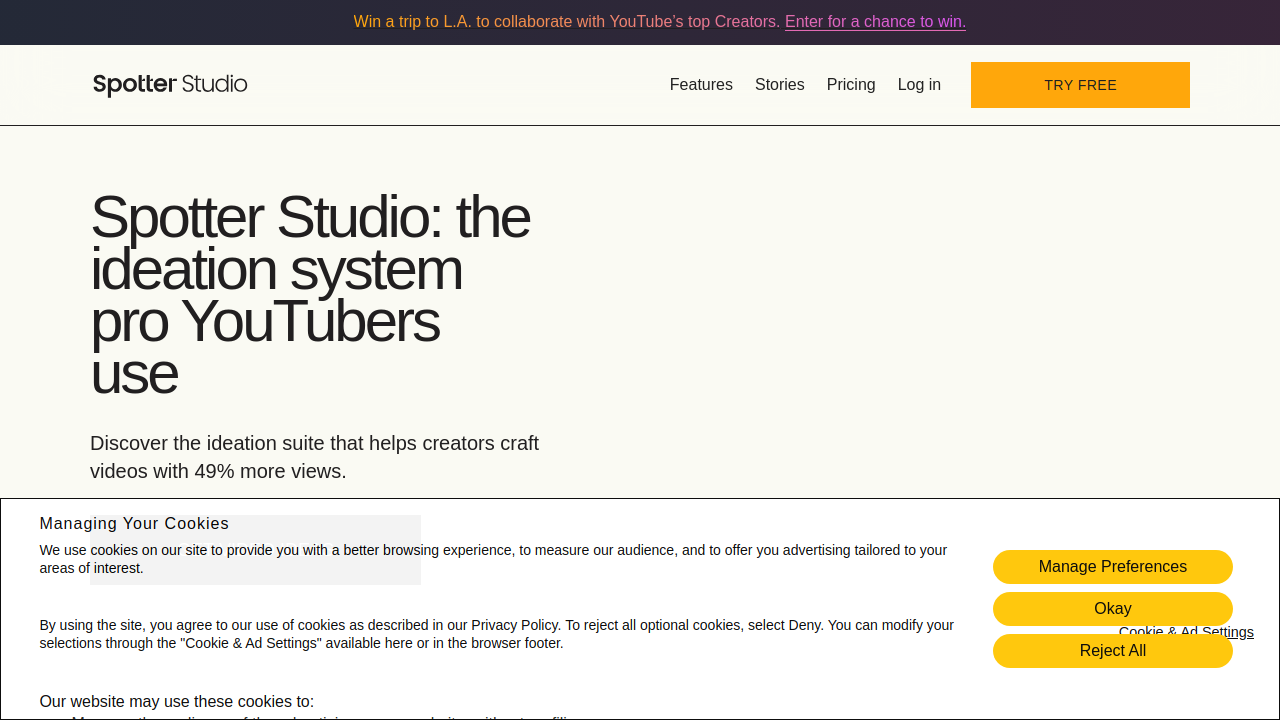 Win a trip to L.A. to collaborate with YouTube's top Creators. Enter for a chance to win.
Spotter Studio
Features
Stories
Pricing
Log in
TRY FREE
Spotter Studio: the
ideation system
pro YouTubers
use
Discover the ideation suite that helps creators craft
videos with 49% more views.
Managing Your Cookies
We use cookies on our site to provide you with a better browsing experience, to measure our audience, and to offer you advertising tailored to your
areas of interest.
By using the site, you agree to our use of cookies as described in our Privacy Policy. To reject all optional cookies, select Deny. You can modify your
selections through the "Cookie & Ad Settings" available here or in the browser footer.
Our website may use these cookies to:
Manage Preferences
Okay
Cookie & Ad Settings
Reject All